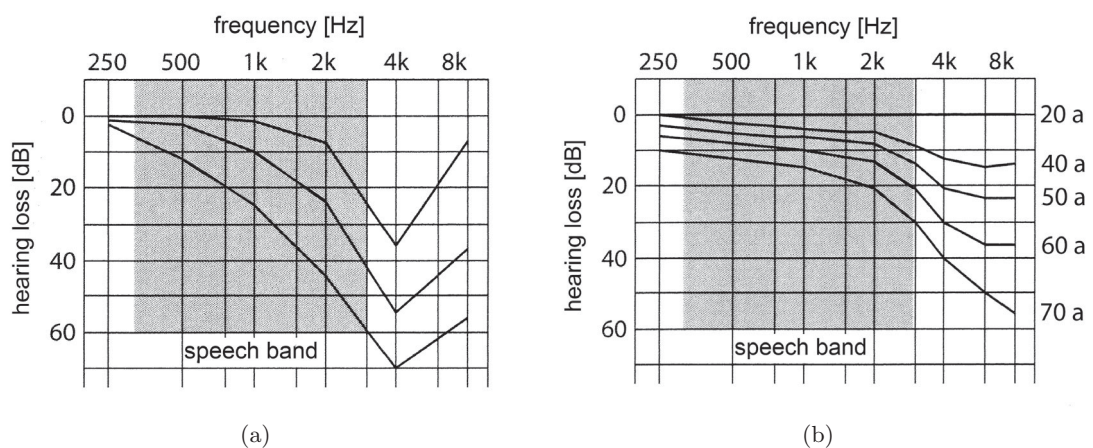 frequency [Hz]
250 500 1k 2k 4k 8k
hearing loss [dB]
0
20
40
60
speech band
(a)
frequency [Hz]
250 500 1k 2k 4k 8k
hearing loss [dB]
0
20
40
60
20 a
40 a
50 a
60 a
70 a
speech band
(b)